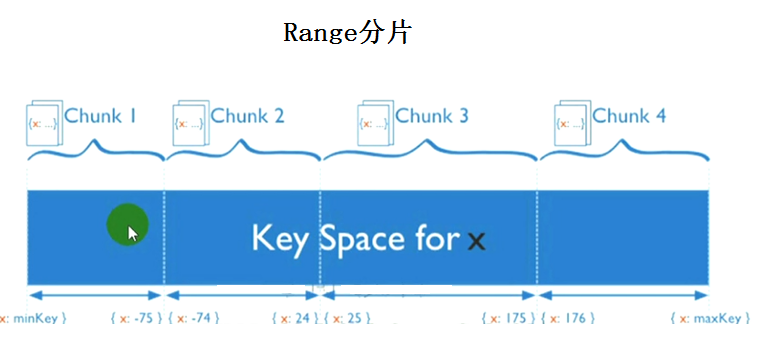 Range分片
{x: ...} Chunk 1 {x: ...} Chunk 2 {x: ...} Chunk 3 {x: ...} Chunk 4
Key Space for x
x: minKey } { x: -75 } { x: -74 } { x: 24 } { x: 25 } { x: 175 } { x: 176 } { x: maxKey }